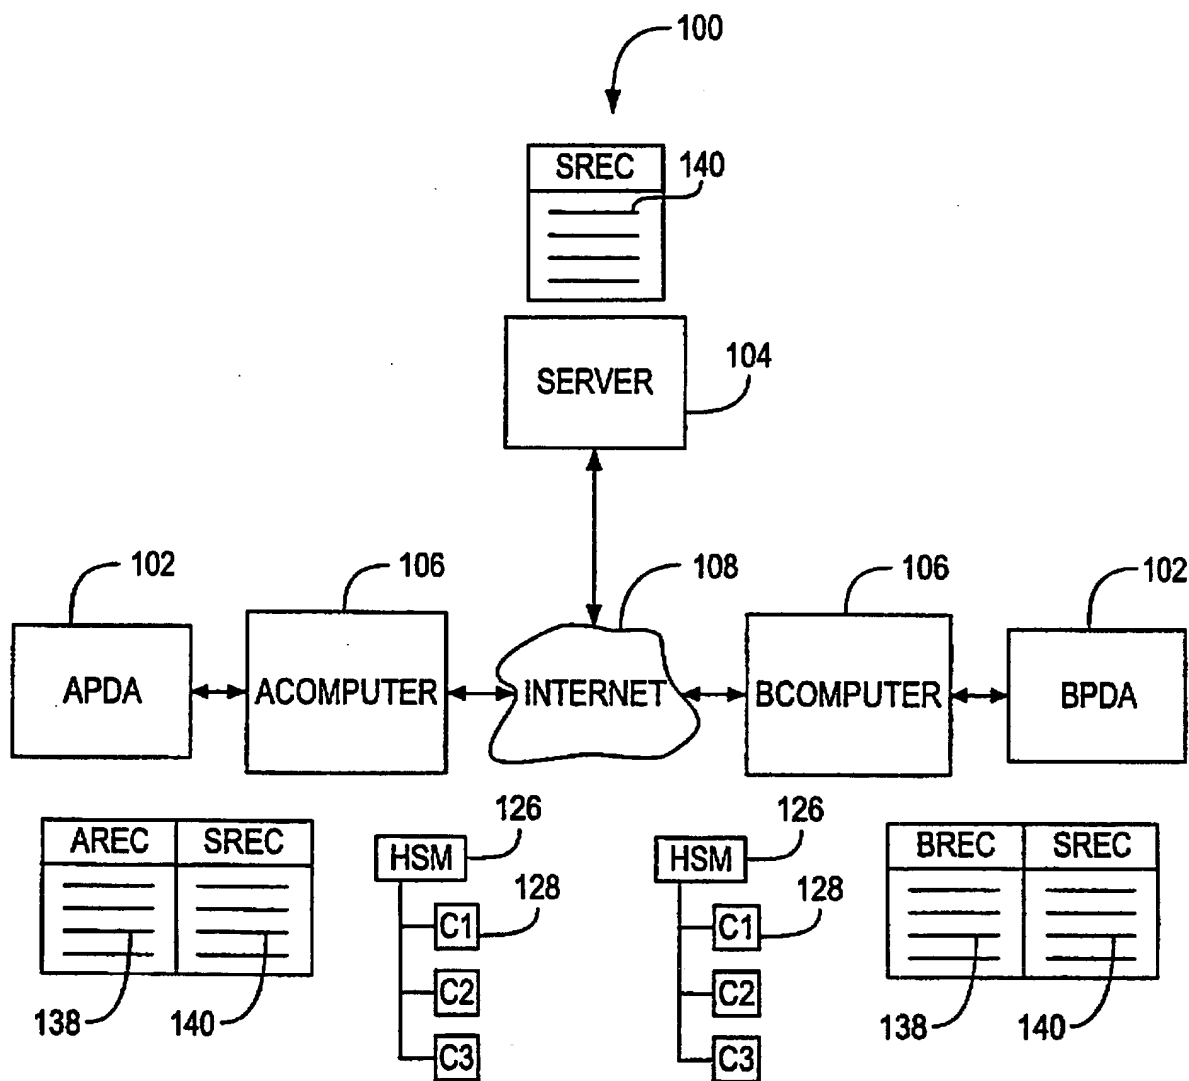 100
SREC
140
SERVER
104
102
106
108
106
102
APDA
ACOMPUTER
INTERNET
BCOMPUTER
BPDA
AREC SREC
138
140
HSM
126
C1
128
C2
C3
HSM
126
C1
128
C2
C3
BREC SREC
138
140